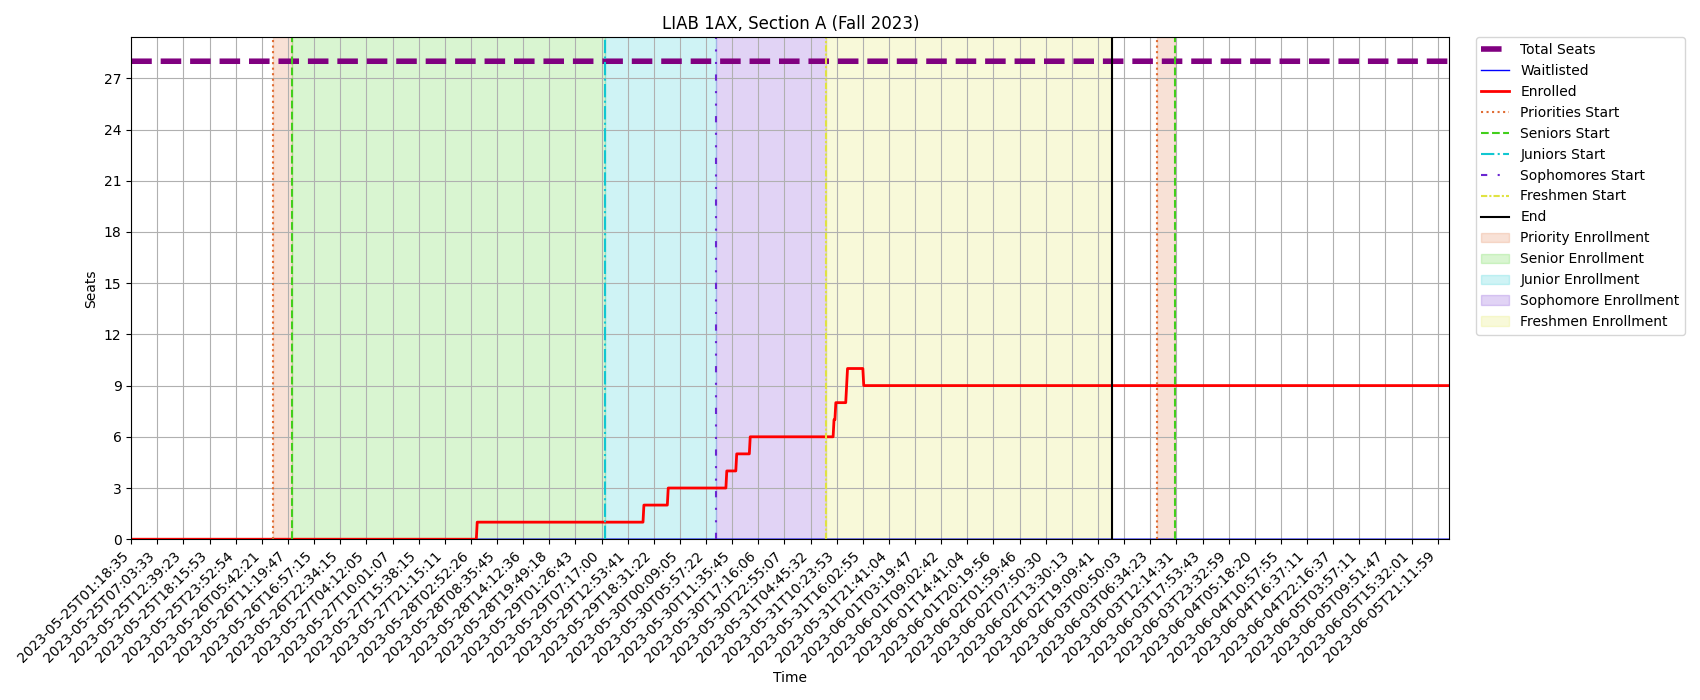 LIAB 1AX, Section A (Fall 2023)
Seats
27
24
21
18
15
12
9
6
3
0
2023-05-25T01:18:35
2023-05-25T07:03:33
2023-05-25T12:39:23
2023-05-25T18:15:53
2023-05-25T23:52:54
2023-05-26T05:42:21
2023-05-26T11:19:47
2023-05-26T16:57:15
2023-05-26T22:34:15
2023-05-27T04:12:05
2023-05-27T10:01:07
2023-05-27T15:38:15
2023-05-27T21:15:11
2023-05-28T02:52:26
2023-05-28T08:35:45
2023-05-28T14:12:36
2023-05-28T19:49:18
2023-05-29T01:26:43
2023-05-29T07:17:00
2023-05-29T12:53:41
2023-05-29T18:31:22
2023-05-30T00:09:05
2023-05-30T05:57:22
2023-05-30T11:35:45
2023-05-30T17:16:06
2023-05-30T22:55:07
2023-05-31T04:45:32
2023-05-31T10:23:53
2023-05-31T16:02:55
2023-05-31T21:41:04
2023-06-01T03:19:47
2023-06-01T09:02:42
2023-06-01T14:41:04
2023-06-01T20:19:56
2023-06-02T01:59:46
2023-06-02T07:50:30
2023-06-02T13:30:13
2023-06-02T19:09:41
2023-06-03T00:50:03
2023-06-03T06:34:23
2023-06-03T12:14:31
2023-06-03T17:53:43
2023-06-03T23:32:59
2023-06-04T05:18:20
2023-06-04T10:57:55
2023-06-04T16:37:11
2023-06-04T22:16:37
2023-06-05T03:57:11
2023-06-05T09:51:47
2023-06-05T15:32:01
2023-06-05T21:11:59
Time
Total Seats
Waitlisted
Enrolled
Priorities Start
Seniors Start
Juniors Start
Sophomores Start
Freshmen Start
End
Priority Enrollment
Senior Enrollment
Junior Enrollment
Sophomore Enrollment
Freshmen Enrollment